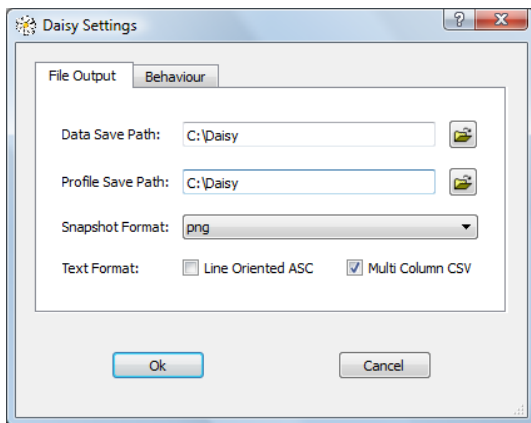 Daisy Settings
?
File Output Behaviour
Data Save Path: C:\Daisy
Profile Save Path: C:\Daisy
Snapshot Format: png
Text Format: Line Oriented ASC Multi Column CSV
Ok Cancel